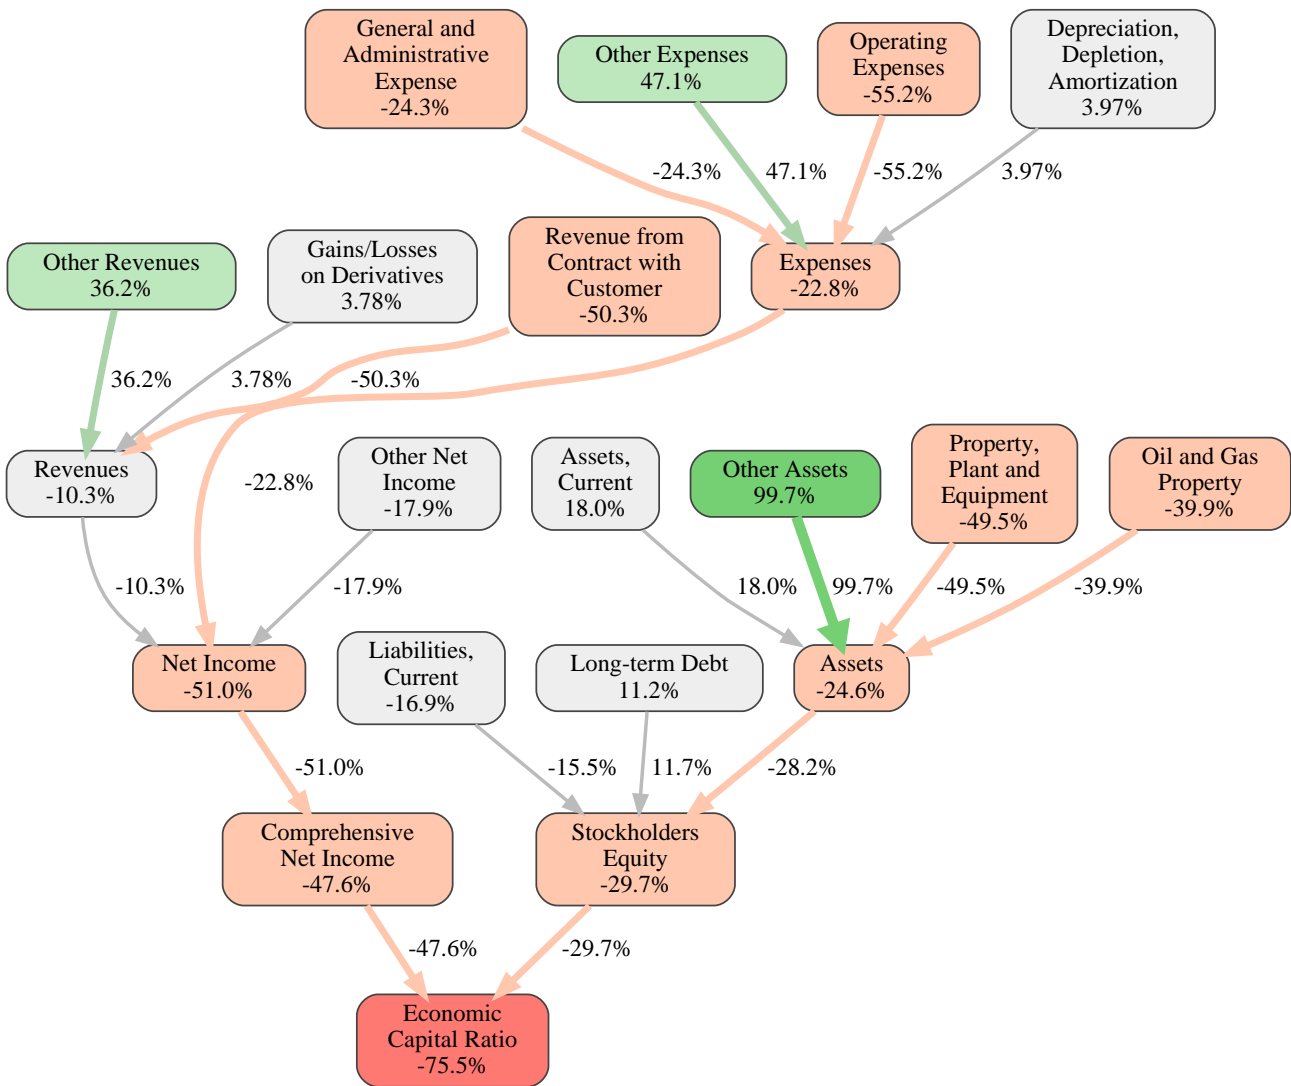 General and
Administrative
Expense
-24.3%
Other Expenses
47.1%
Operating
Expenses
-55.2%
Depreciation,
Depletion,
Amortization
3.97%
-24.3%
47.1%
-55.2%
3.97%
Other Revenues
36.2%
Gains/Losses
on Derivatives
3.78%
Revenue from
Contract with
Customer
-50.3%
Expenses
-22.8%
36.2%
3.78%
-50.3%
Revenues
-10.3%
-22.8%
Other Net
Income
-17.9%
Assets,
Current
18.0%
Other Assets
99.7%
Property,
Plant and
Equipment
-49.5%
Oil and Gas
Property
-39.9%
-10.3%
-17.9%
18.0%
99.7%
-49.5%
-39.9%
Net Income
-51.0%
Liabilities,
Current
-16.9%
Long-term Debt
11.2%
Assets
-24.6%
-51.0%
-15.5%
11.7%
-28.2%
Comprehensive
Net Income
-47.6%
Stockholders
Equity
-29.7%
-47.6%
-29.7%
Economic
Capital Ratio
-75.5%